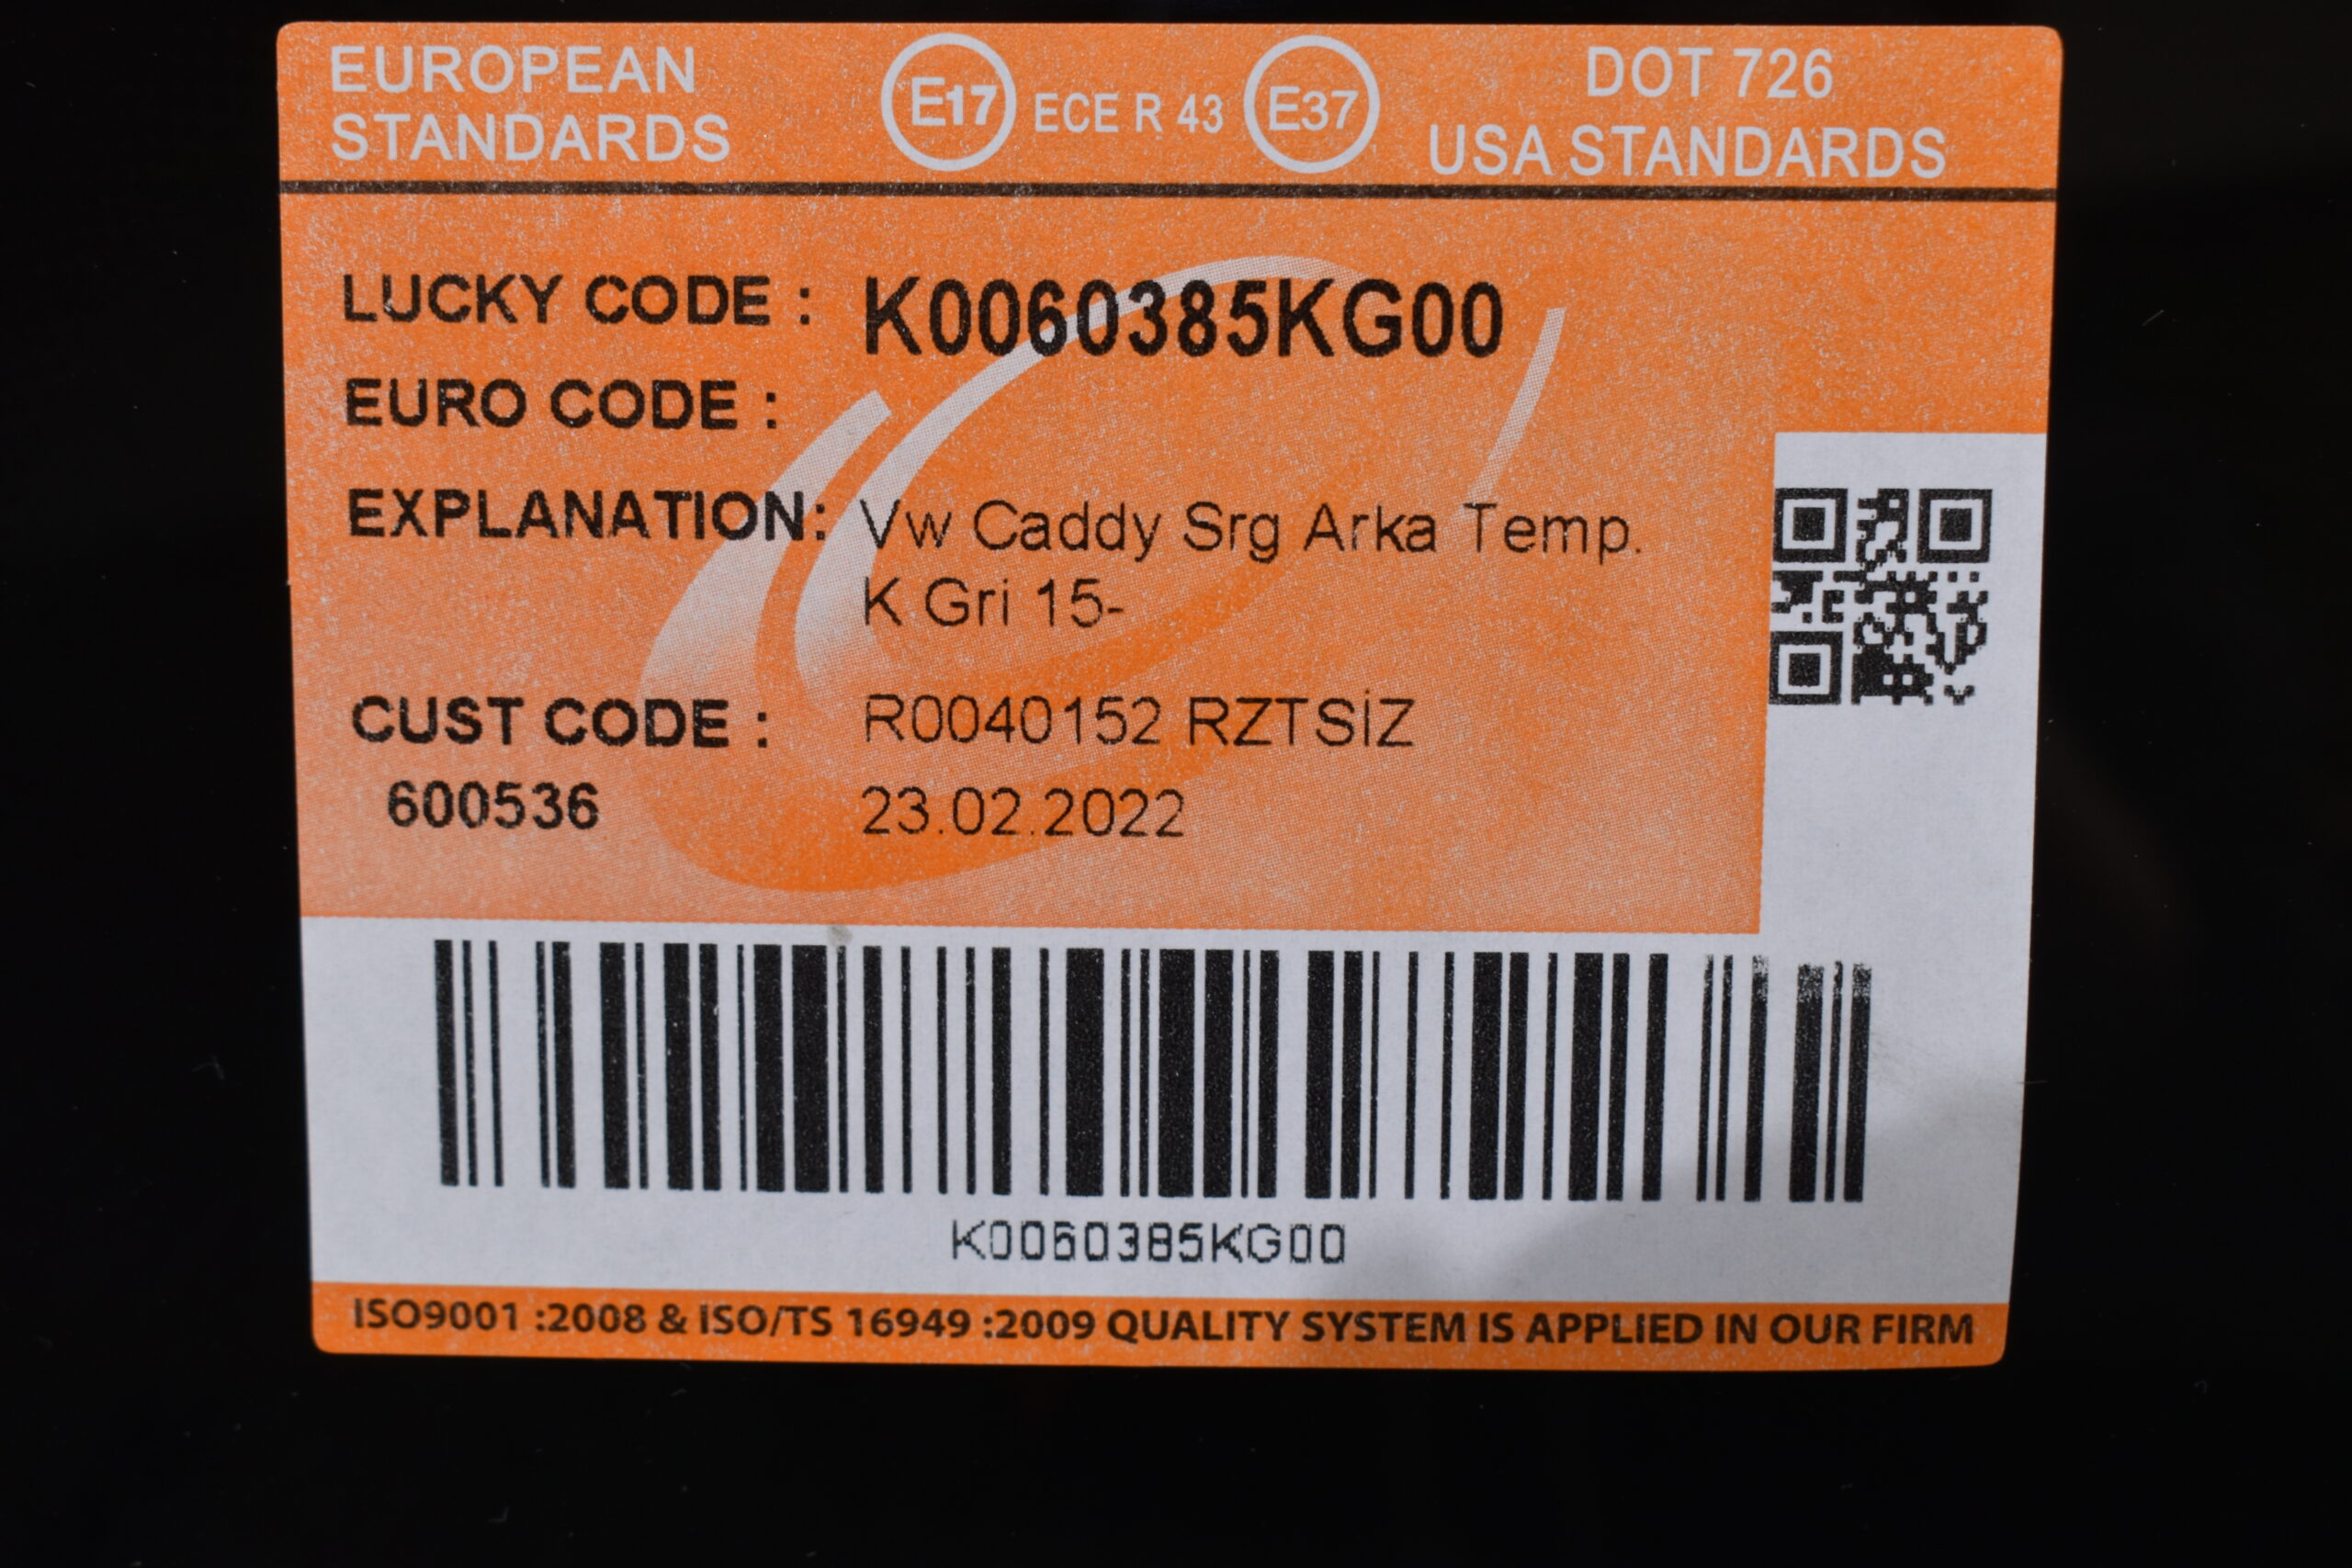 EUROPEAN
STANDARDS
E17 ECE R 43 E37
DOT 726
USA STANDARDS
LUCKY CODE : K0060385KG00
EURO CODE :
EXPLANATION: Vw Caddy Srg Arka Temp.
K Gri 15-
CUST CODE : R0040152 RZTSİZ
600536 23.02.2022
K0060385KG00
ISO9001 :2008 & ISO/TS 16949 :2009 QUALITY SYSTEM IS APPLIED IN OUR FIRM